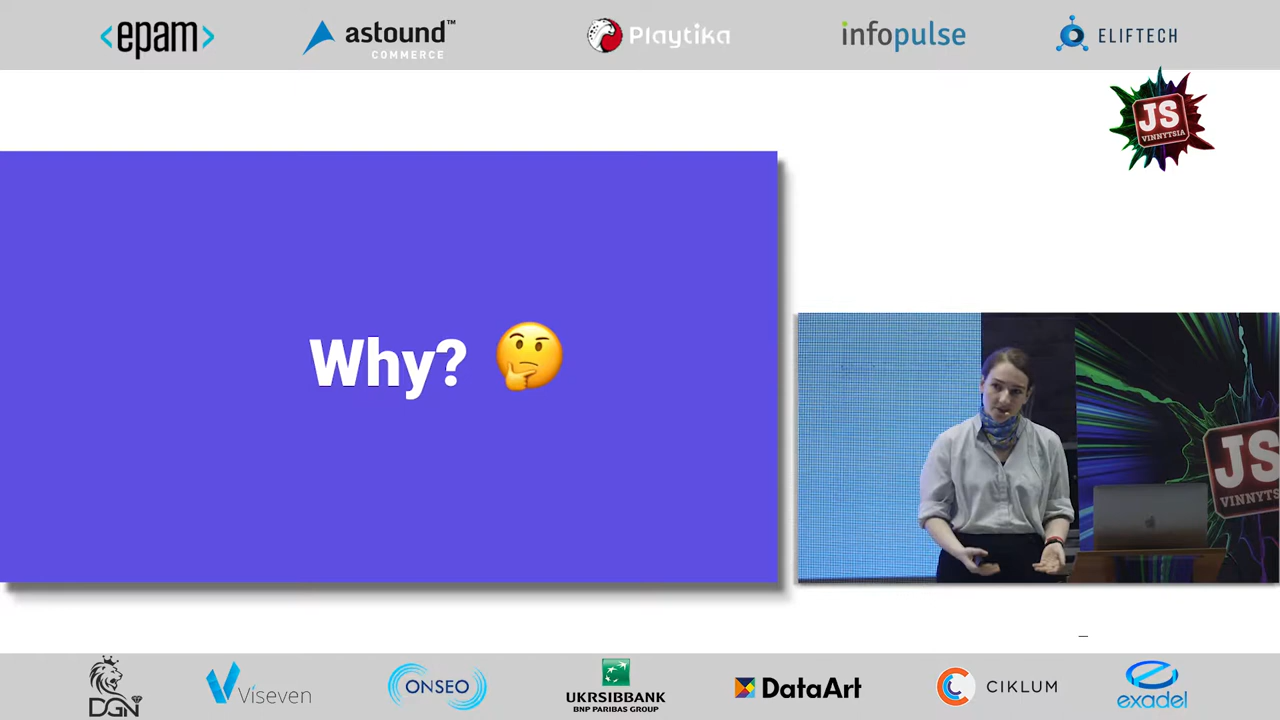 <epam>
astound™
COMMERCE
Playtika
infopulse
ELIFTECH
JS
VINNYTSIA
Why?
JS
VINNYTS
DGN
Viseven
ONSEO
UKRSIBBANK
BNP PARIBAS GROUP
DataArt
CIKLUM
exadel